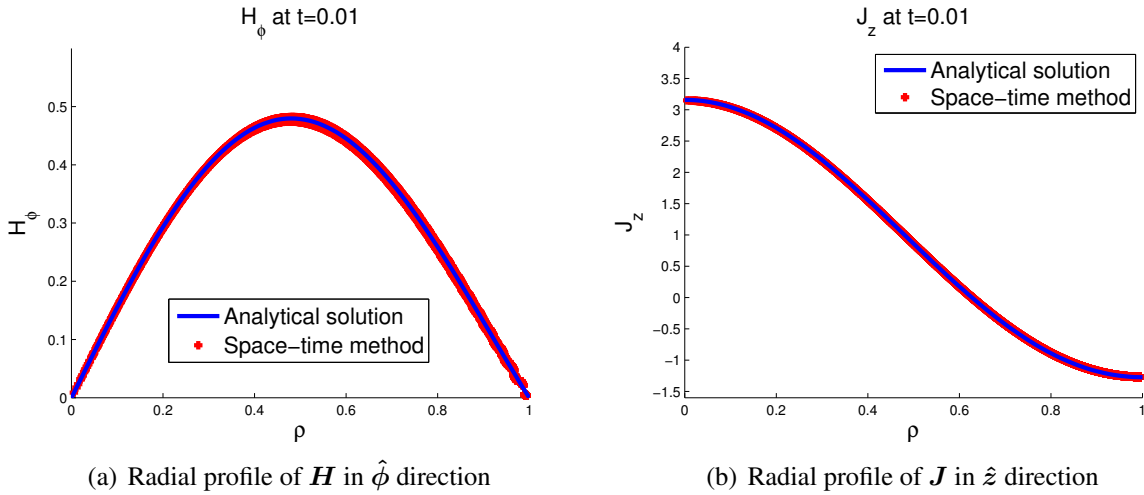 H_ϕ at t=0.01
0.5
0.4
0.3
0.2
0.1
0
H_ϕ
Analytical solution
Space−time method
0 0.2 0.4 0.6 0.8 1
ρ
(a) Radial profile of H in ϕ̂ direction
J_z at t=0.01
4
3.5
3
2.5
2
1.5
1
0.5
0
−0.5
−1
−1.5
J_z
Analytical solution
Space−time method
0 0.2 0.4 0.6 0.8 1
ρ
(b) Radial profile of J in ẑ direction